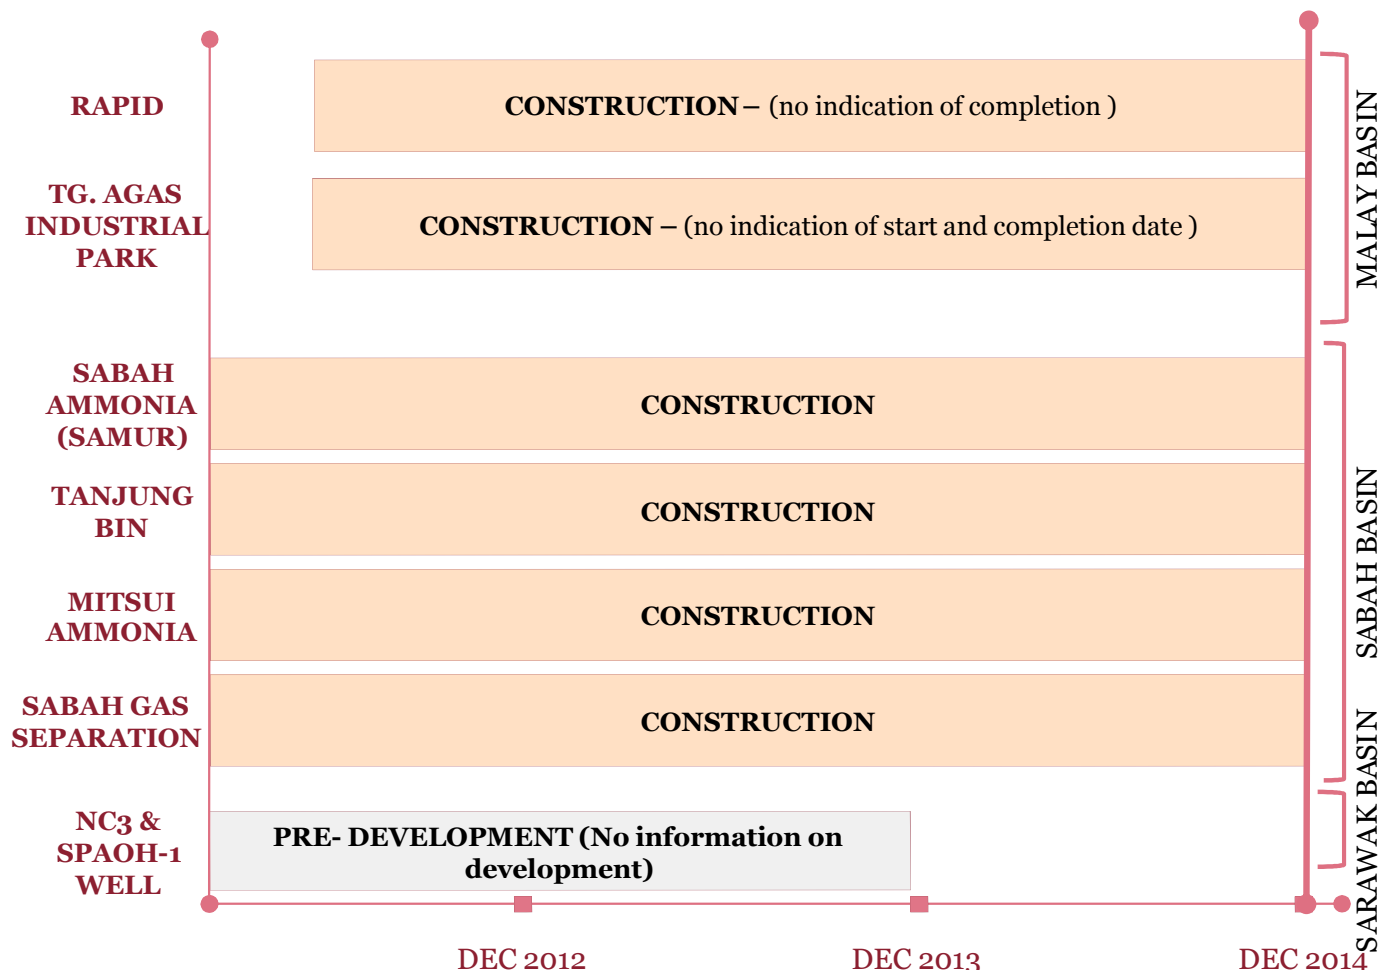 RAPID
CONSTRUCTION – (no indication of completion )
TG. AGAS
INDUSTRIAL
PARK
CONSTRUCTION – (no indication of start and completion date )
MALAY BASIN
SABAH
AMMONIA
(SAMUR)
CONSTRUCTION
TANJUNG
BIN
CONSTRUCTION
MITSUI
AMMONIA
CONSTRUCTION
SABAH GAS
SEPARATION
CONSTRUCTION
SABAH BASIN
NC3 &
SPAOH-1
WELL
PRE- DEVELOPMENT (No information on
development)
SARAWAK BASIN
DEC 2012
DEC 2013
DEC 2014